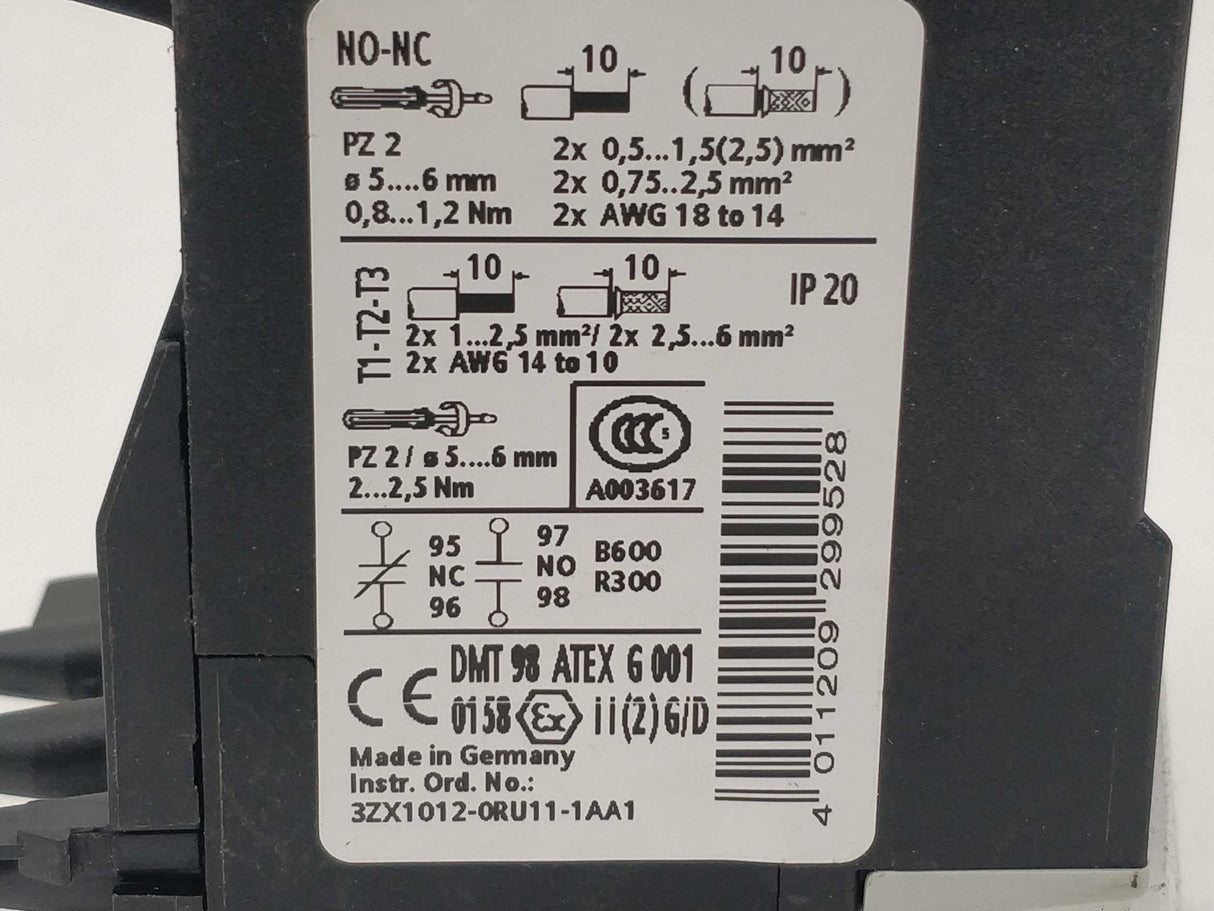 NO-NC
10 ( 10 )
PZ 2
ø 5....6 mm
0,8...1,2 Nm
2x 0,5...1,5(2,5) mm²
2x 0,75..2,5 mm²
2x AWG 18 to 14
T1-T2-T3
10 10
IP 20
2x 1...2,5 mm²/ 2x 2,5...6 mm²
2x AWG 14 to 10
PZ 2 / ø 5....6 mm
2...2,5 Nm
CCC S
A003617
95
NC
96
97
NO
98
B600
R300
CE
DMT 98 ATEX G 001
0158 Ex ii(2)G/D
Made in Germany
Instr. Ord. No.:
3ZX1012-0RU11-1AA1
4 011209 299528